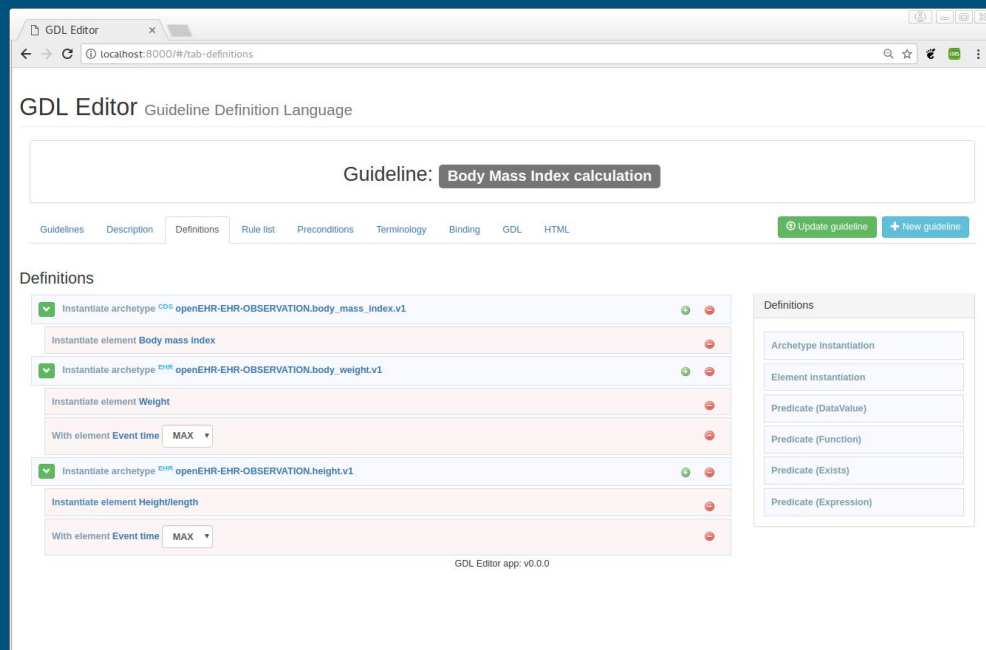 GDL Editor
localhost:8000/#/tab-definitions
GDL Editor Guideline Definition Language
Guideline: Body Mass Index calculation
Guidelines Description Definitions Rule list Preconditions Terminology Binding GDL HTML Update guideline New guideline
Definitions
Instantiate archetype CDS openEHR-EHR-OBSERVATION.body_mass_index.v1
Instantiate element Body mass index
Instantiate archetype EHR openEHR-EHR-OBSERVATION.body_weight.v1
Instantiate element Weight
With element Event time MAX
Instantiate archetype EHR openEHR-EHR-OBSERVATION.height.v1
Instantiate element Height/length
With element Event time MAX
Definitions
Archetype instantiation
Element instantiation
Predicate (DataValue)
Predicate (Function)
Predicate (Exists)
Predicate (Expression)
GDL Editor app: v0.0.0